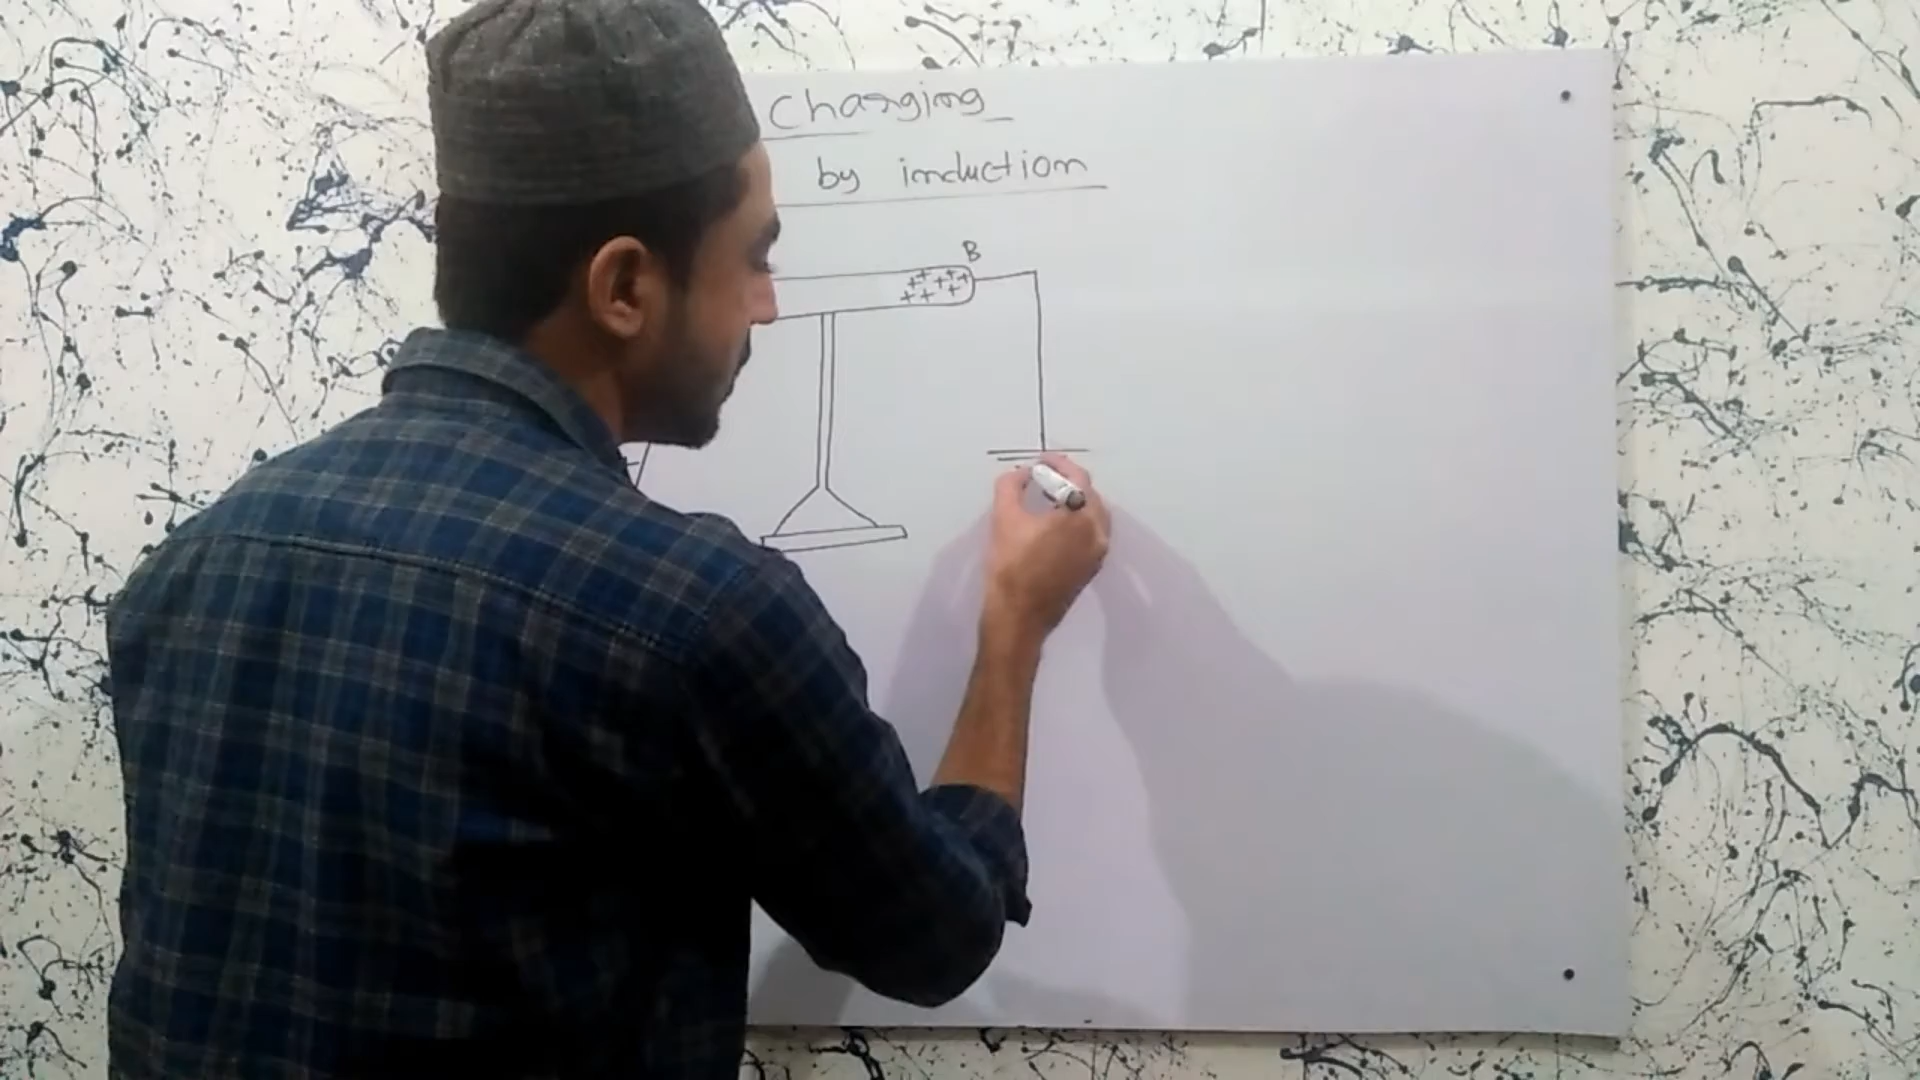 Charging
by induction
B
+ + + + + + + +